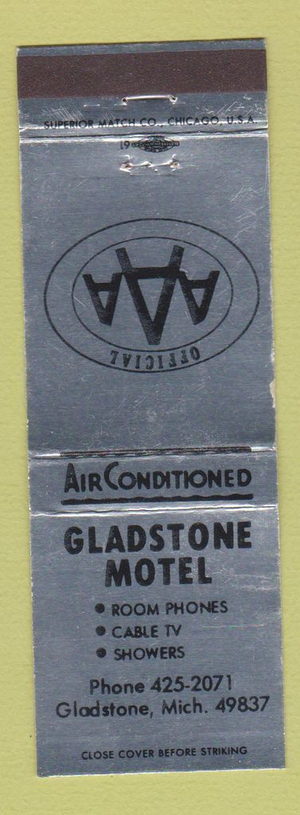 SUPERIOR MATCH CO., CHICAGO, U.S.A.
19
AAA
OFFICIAL
AIR CONDITIONED
GLADSTONE
MOTEL
• ROOM PHONES
• CABLE TV
• SHOWERS
Phone 425-2071
Gladstone, Mich. 49837
CLOSE COVER BEFORE STRIKING